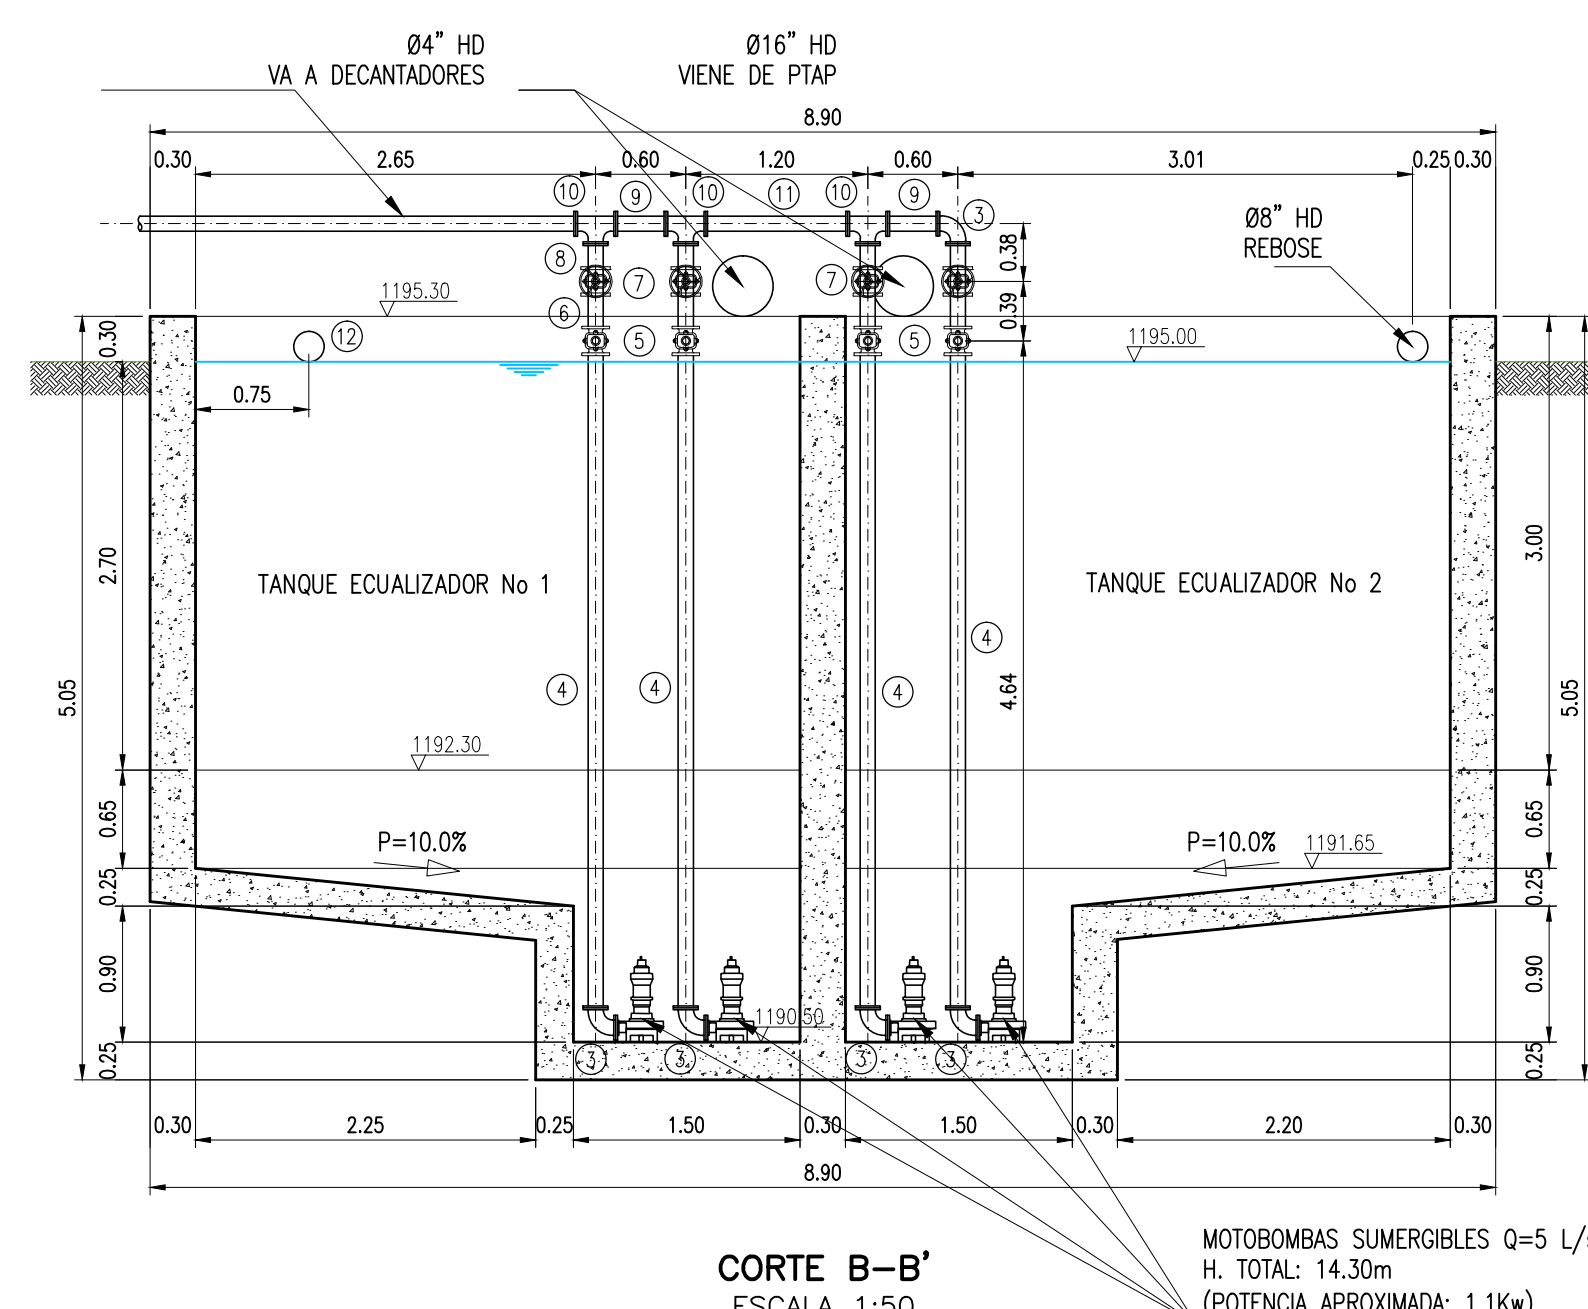 Ø4” HD
VA A DECANTADORES
Ø16” HD
VIENE DE PTAP
8.90
0.30 2.65 0.60 1.20 0.60 3.01 0.25 0.30
10 9 10 11 10 9 3
Ø8” HD
REBOSE
0.38
8 7 7
1195.30
6
0.39
0.30
12 5 5
1195.00
0.75
2.70
3.00
TANQUE ECUALIZADOR No 1
TANQUE ECUALIZADOR No 2
4
4 4 4
4.64
5.05
5.05
1192.30
0.65
0.65
P=10.0%
P=10.0%
1191.65
0.25
0.25
0.90
0.90
1190.50
0.25
0.25
3 3 3 3
0.30 2.25 0.25 1.50 0.30 1.50 0.30 2.20 0.30
8.90
MOTOBOMBAS SUMERGIBLES Q=5 L/
H. TOTAL: 14.30m
(POTENCIA APROXIMADA: 1.1Kw)
CORTE B–B’
ESCALA 1:50